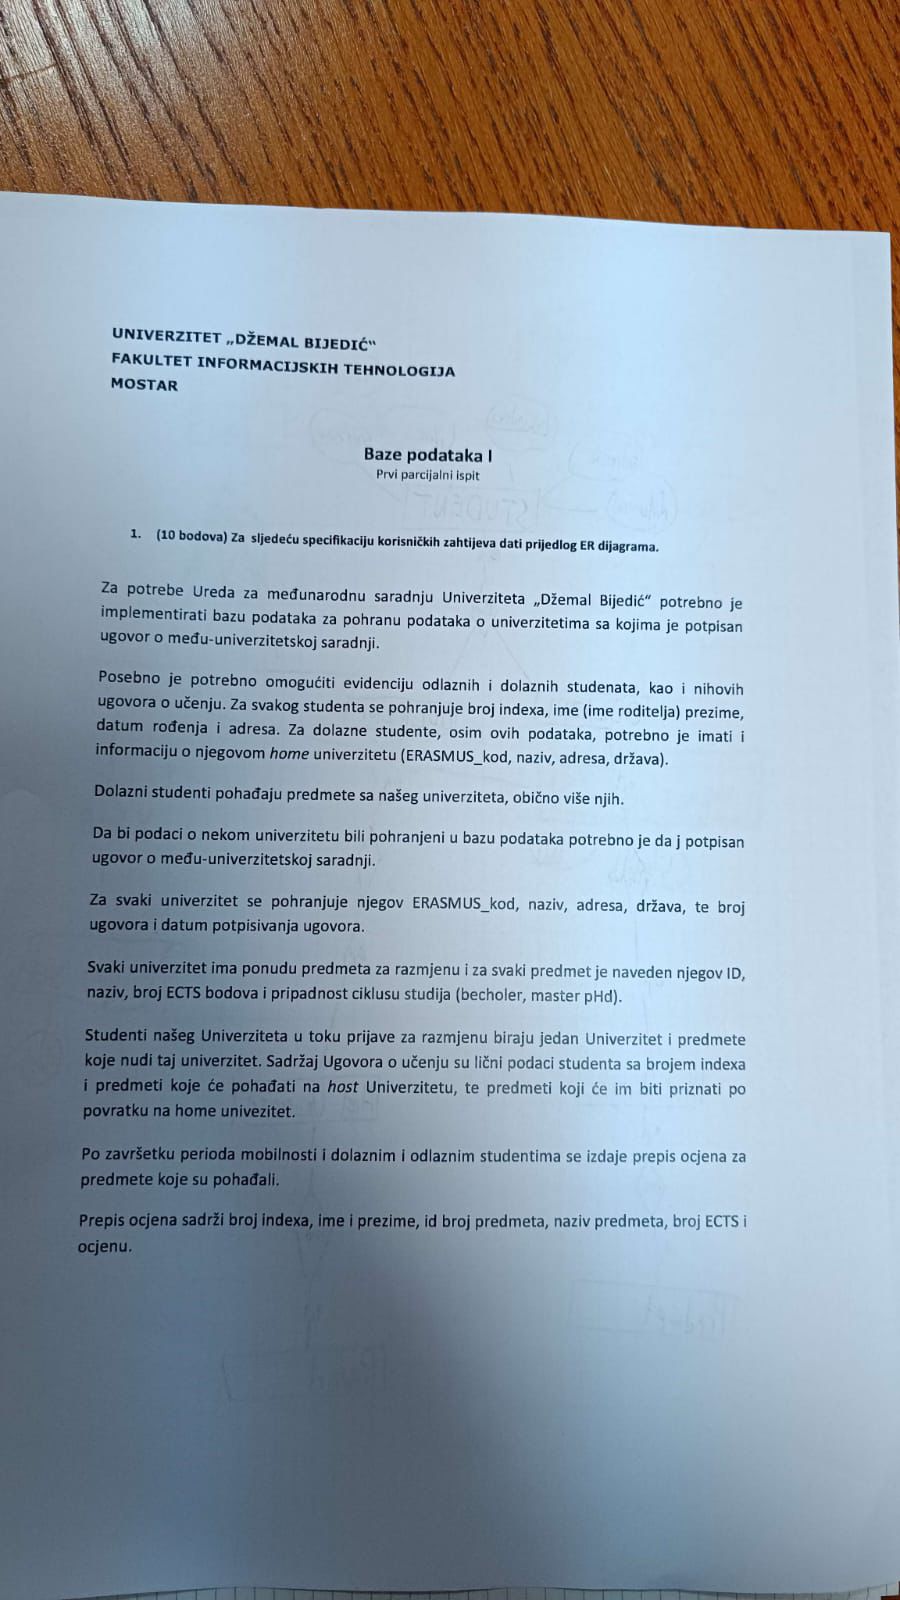 UNIVERZITET „DŽEMAL BIJEDIĆ“
FAKULTET INFORMACIJSKIH TEHNOLOGIJA
MOSTAR
Baze podataka I
Prvi parcijalni ispit
1. (10 bodova) Za sljedeću specifikaciju korisničkih zahtijeva dati prijedlog ER dijagrama.
Za potrebe Ureda za međunarodnu saradnju Univerziteta „Džemal Bijedić“ potrebno je
implementirati bazu podataka za pohranu podataka o univerzitetima sa kojima je potpisan
ugovor o među-univerzitetskoj saradnji.
Posebno je potrebno omogućiti evidenciju odlaznih i dolaznih studenata, kao i nihovih
ugovora o učenju. Za svakog studenta se pohranjuje broj indexa, ime (ime roditelja) prezime,
datum rođenja i adresa. Za dolazne studente, osim ovih podataka, potrebno je imati i
informaciju o njegovom home univerzitetu (ERASMUS_kod, naziv, adresa, država).
Dolazni studenti pohađaju predmete sa našeg univerziteta, obično više njih.
Da bi podaci o nekom univerzitetu bili pohranjeni u bazu podataka potrebno je da j potpisan
ugovor o među-univerzitetskoj saradnji.
Za svaki univerzitet se pohranjuje njegov ERASMUS_kod, naziv, adresa, država, te broj
ugovora i datum potpisivanja ugovora.
Svaki univerzitet ima ponudu predmeta za razmjenu i za svaki predmet je naveden njegov ID,
naziv, broj ECTS bodova i pripadnost ciklusu studija (becholer, master pHd).
Studenti našeg Univerziteta u toku prijave za razmjenu biraju jedan Univerzitet i predmete
koje nudi taj univerzitet. Sadržaj Ugovora o učenju su lični podaci studenta sa brojem indexa
i predmeti koje će pohađati na host Univerzitetu, te predmeti koji će im biti priznati po
povratku na home univezitet.
Po završetku perioda mobilnosti i dolaznim i odlaznim studentima se izdaje prepis ocjena za
predmete koje su pohađali.
Prepis ocjena sadrži broj indexa, ime i prezime, id broj predmeta, naziv predmeta, broj ECTS i
ocjenu.